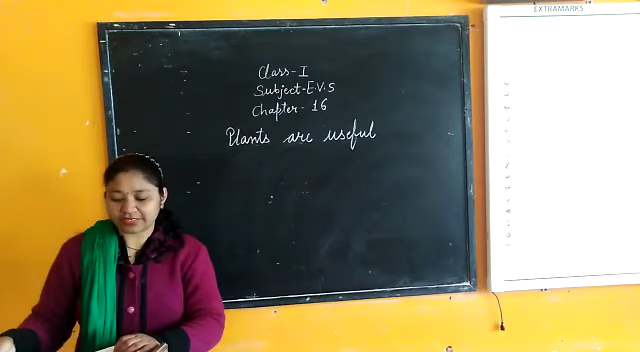 EXTRAMARKS
Class-I
Subject-E.V.S
Chapter-16
Plants are useful